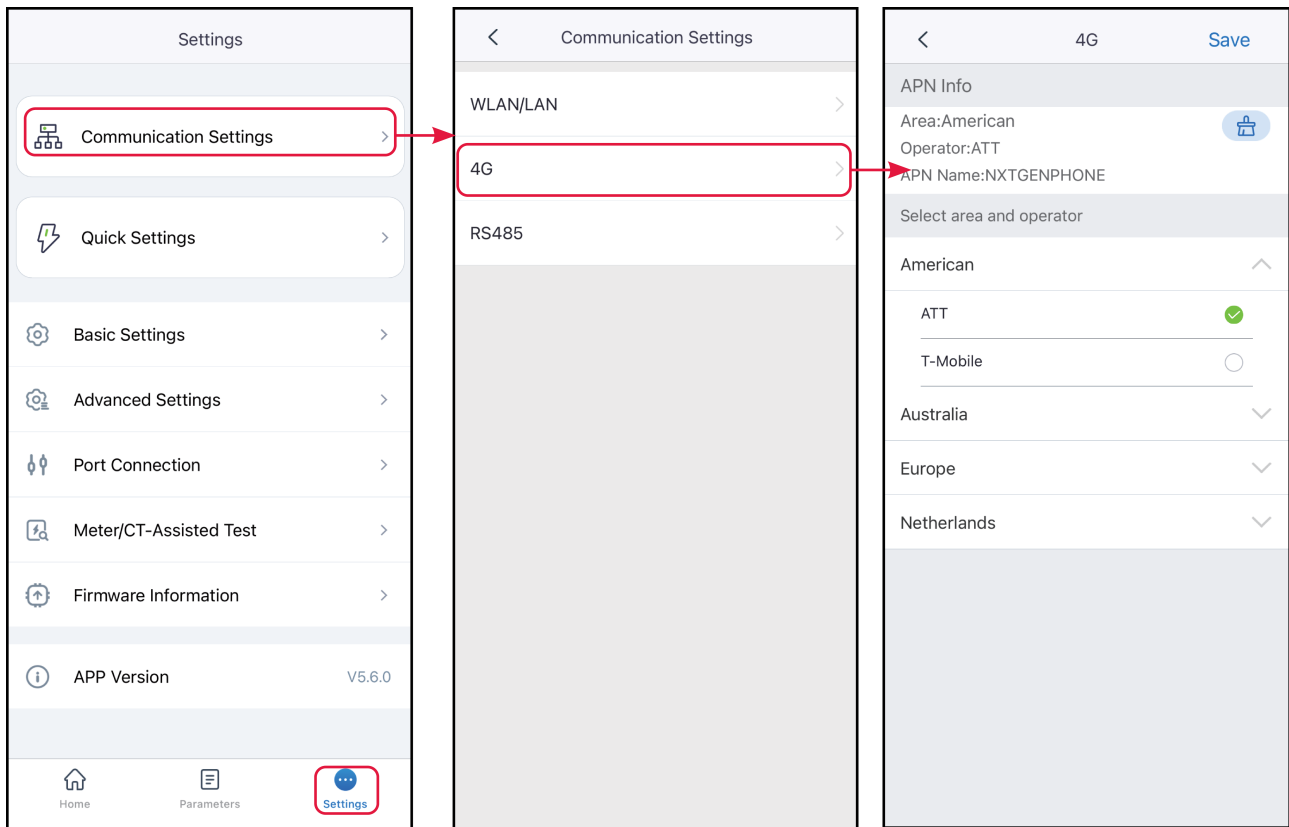 Settings
Communication Settings
Quick Settings
Basic Settings
Advanced Settings
Port Connection
Meter/CT-Assisted Test
Firmware Information
APP Version V5.6.0
Home Parameters Settings
Communication Settings
WLAN/LAN
4G
RS485
4G Save
APN Info
Area:American
Operator:ATT
APN Name:NXTGENPHONE
Select area and operator
American
ATT
T-Mobile
Australia
Europe
Netherlands